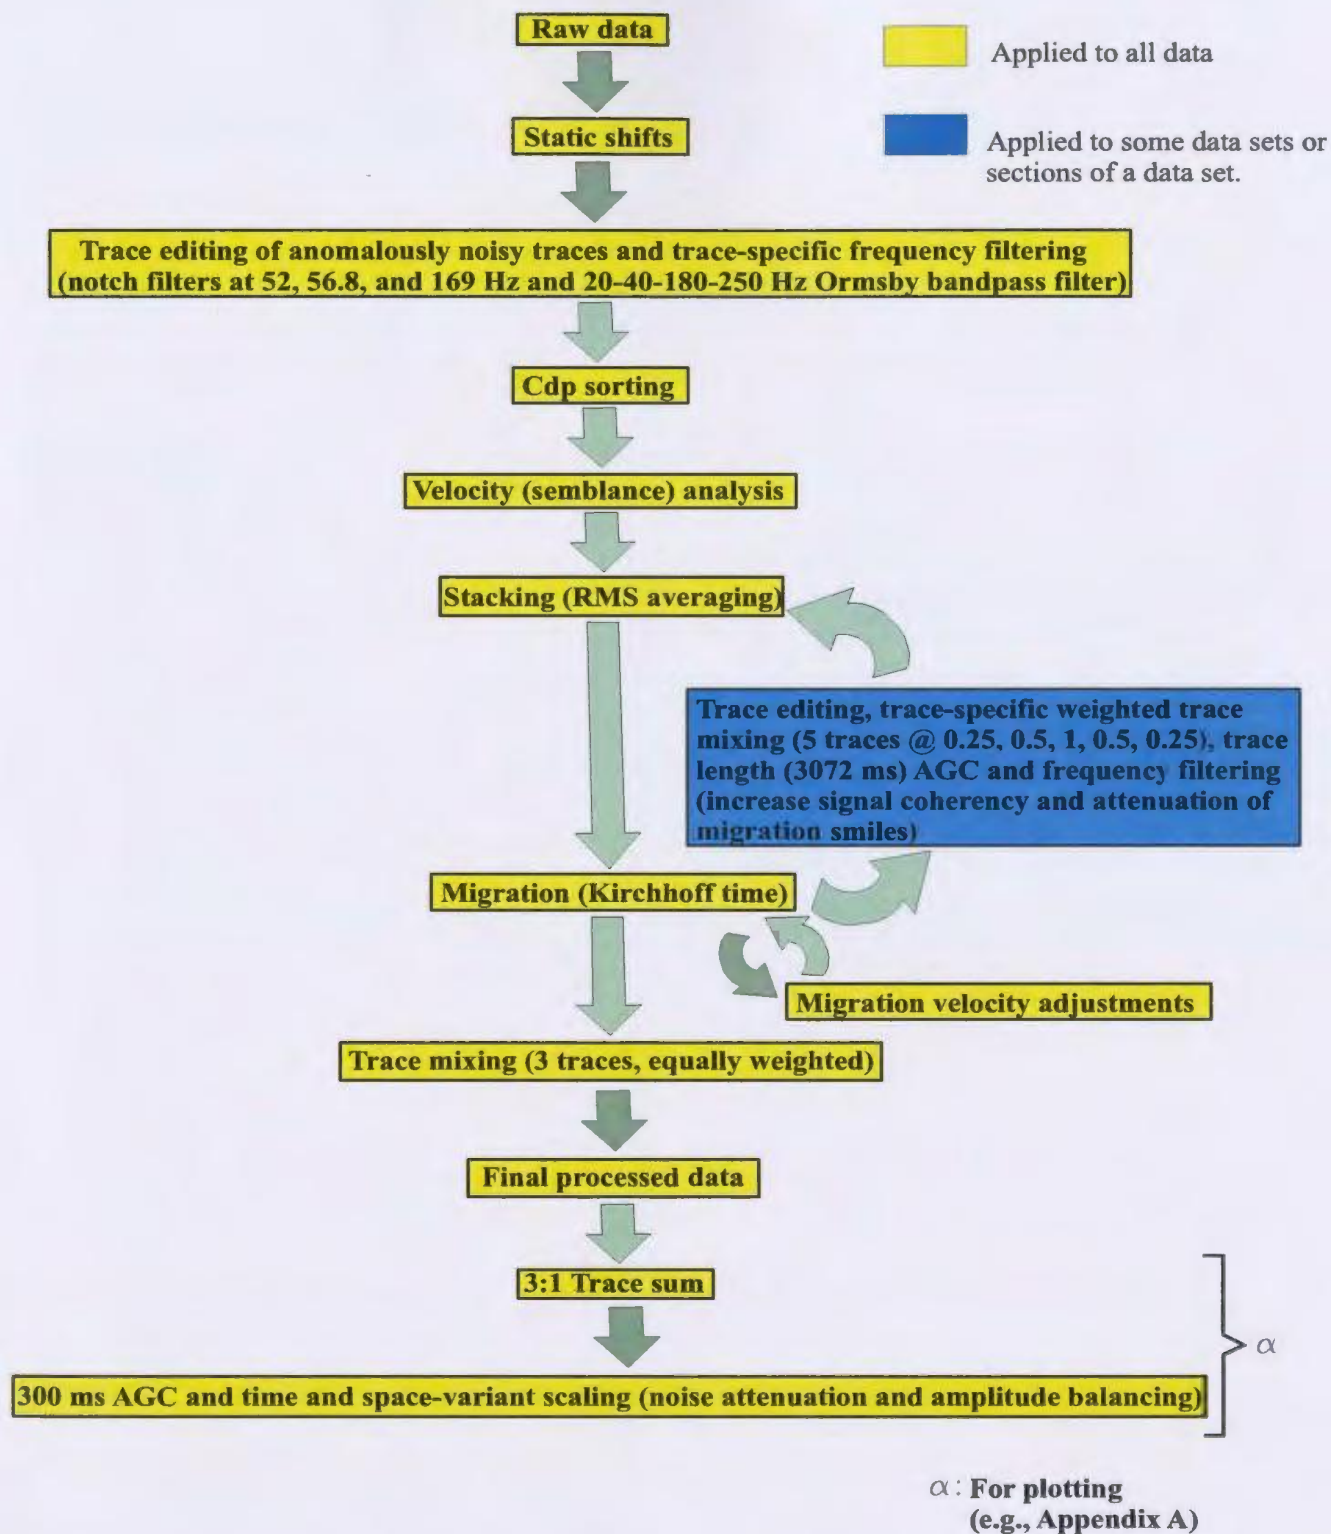 Raw data
Applied to all data
Static shifts
Applied to some data sets or
sections of a data set.
Trace editing of anomalously noisy traces and trace-specific frequency filtering
(notch filters at 52, 56.8, and 169 Hz and 20-40-180-250 Hz Ormsby bandpass filter)
Cdp sorting
Velocity (semblance) analysis
Stacking (RMS averaging)
Trace editing, trace-specific weighted trace
mixing (5 traces @ 0.25, 0.5, 1, 0.5, 0.25), trace
length (3072 ms) AGC and frequency filtering
(increase signal coherency and attenuation of
migration smiles)
Migration (Kirchhoff time)
Migration velocity adjustments
Trace mixing (3 traces, equally weighted)
Final processed data
3:1 Trace sum
α
300 ms AGC and time and space-variant scaling (noise attenuation and amplitude balancing)
α: For plotting
(e.g., Appendix A)